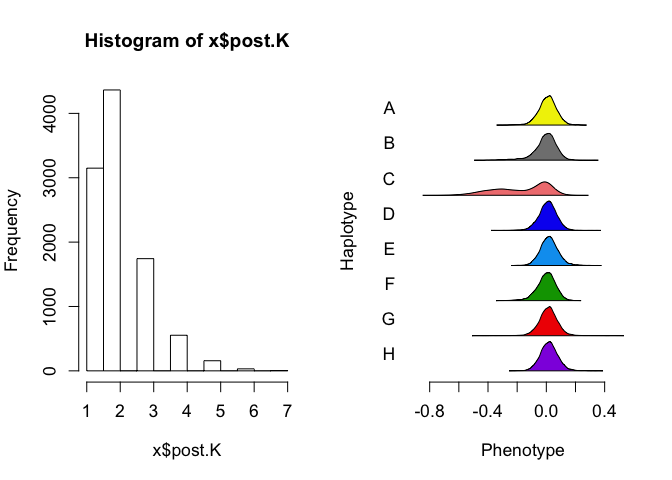 Histogram of x$post.K
Frequency
0
1000
2000
3000
4000
1 2 3 4 5 6 7
x$post.K
Haplotype
A
B
C
D
E
F
G
H
-0.8 -0.4 0.0 0.4
Phenotype